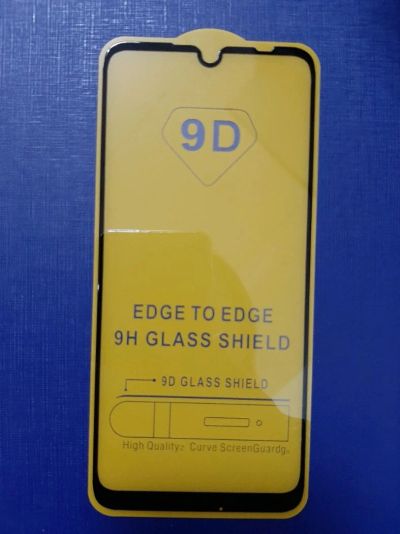 9D
EDGE TO EDGE
9H GLASS SHIELD
9D GLASS SHIELD
High Quality: Curve ScreenGuardg.